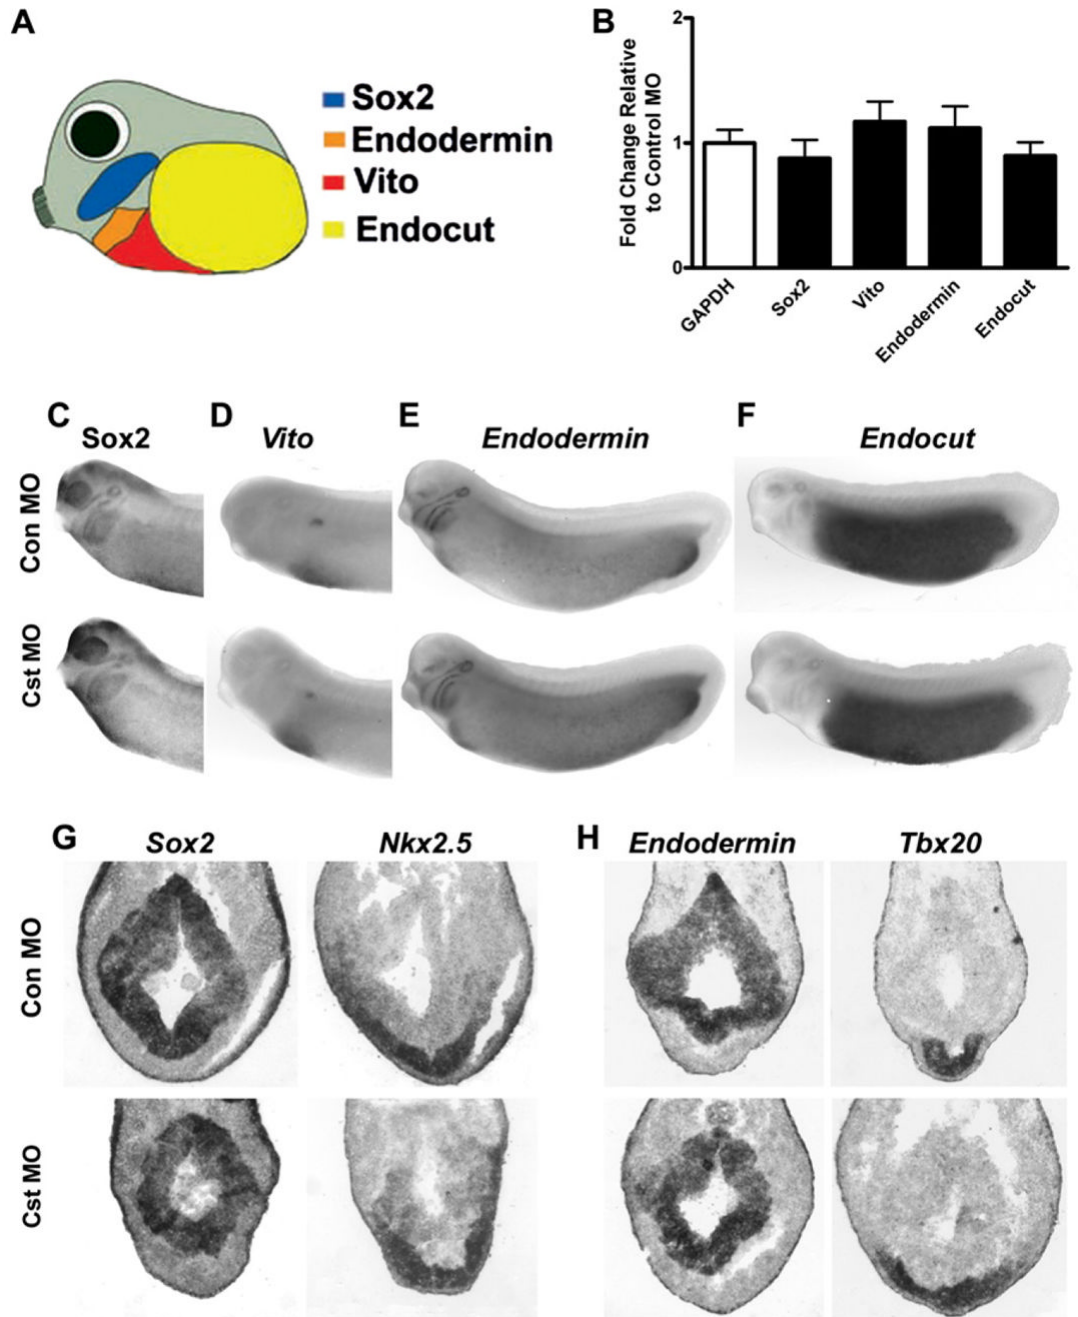 A
Sox2
Endodermin
Vito
Endocut
B
Fold Change Relative
to Control MO
2
1
0
GAPDH
Sox2
Vito
Endodermin
Endocut
C
Sox2
D
Vito
E
Endodermin
F
Endocut
Con MO
Cst MO
G
Sox2
Nkx2.5
H
Endodermin
Tbx20
Con MO
Cst MO